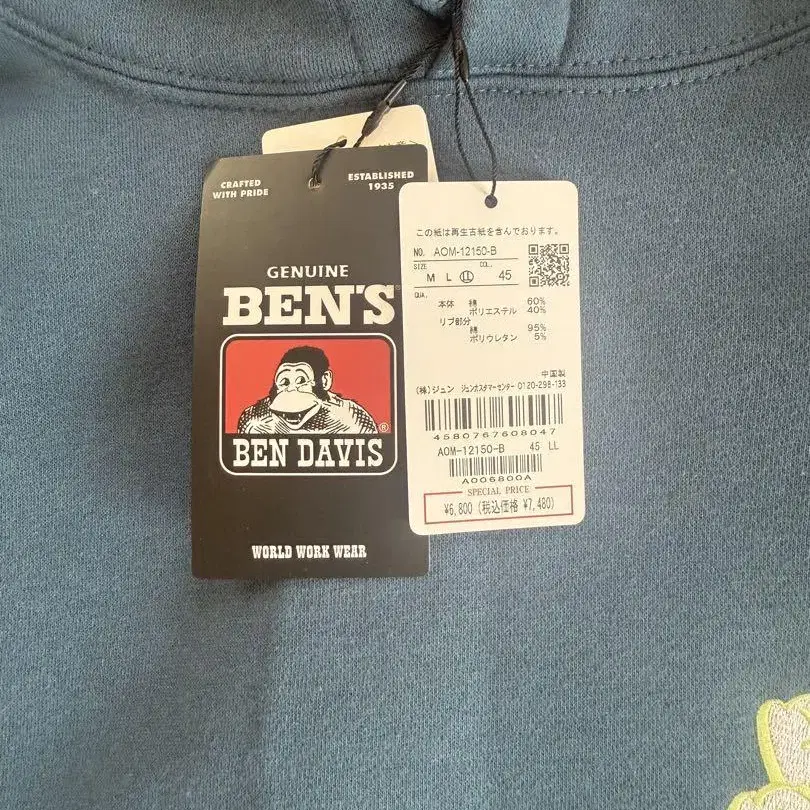 CRAFTED
WITH PRIDE
ESTABLISHED
1935
GENUINE
BEN'S®
BEN DAVIS
®
WORLD WORK WEAR
この紙は再生古紙を含んでおります。
NO. AOM-12150-B
SIZE COL.
M L LL 45
QUA.
本体 綿 60%
ポリエステル 40%
リブ部分
綿 95%
ポリウレタン 5%
中国製
(株)ジュン ジュンカスタマーセンター 0120-298-133
4580767608047
AOM-12150-B 45 LL
A006800A
SPECIAL PRICE
¥6,800 (税込価格 ¥7,480)